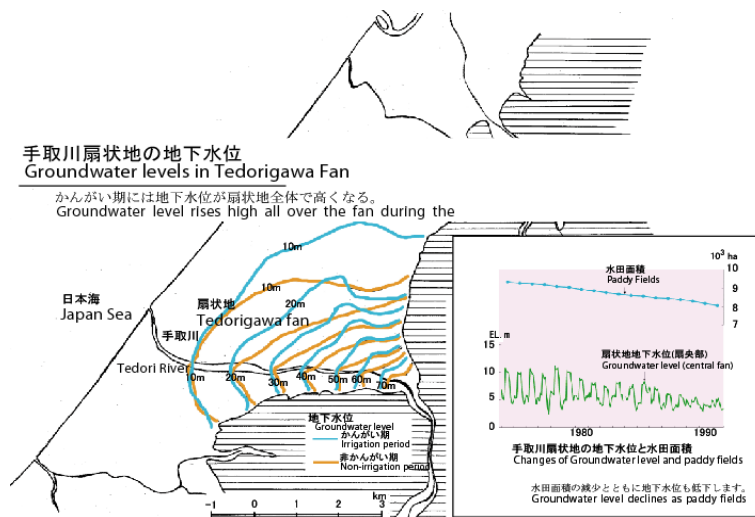 手取川扇状地の地下水位
Groundwater levels in Tedorigawa Fan
かんがい期には地下水位が扇状地全体で高くなる。
Groundwater level rises high all over the fan during the
日本海
Japan Sea
扇状地
Tedorigawa fan
手取川
Tedori River
10m
10m
20m
10m
20m
30m
40m
50m
60m
70m
地下水位
Groundwater level
かんがい期
Irrigation period
非かんがい期
Non-irrigation period
km
-1 0 1 2 3
10³ ha
10
9
8
7
水田面積
Paddy Fields
EL. m
15
10
5
0
扇状地地下水位(扇央部)
Groundwater level (central fan)
1980 1990
手取川扇状地の地下水位と水田面積
Changes of Groundwater level and paddy fields
水田面積の減少とともに地下水位も低下します。
Groundwater level declines as paddy fields